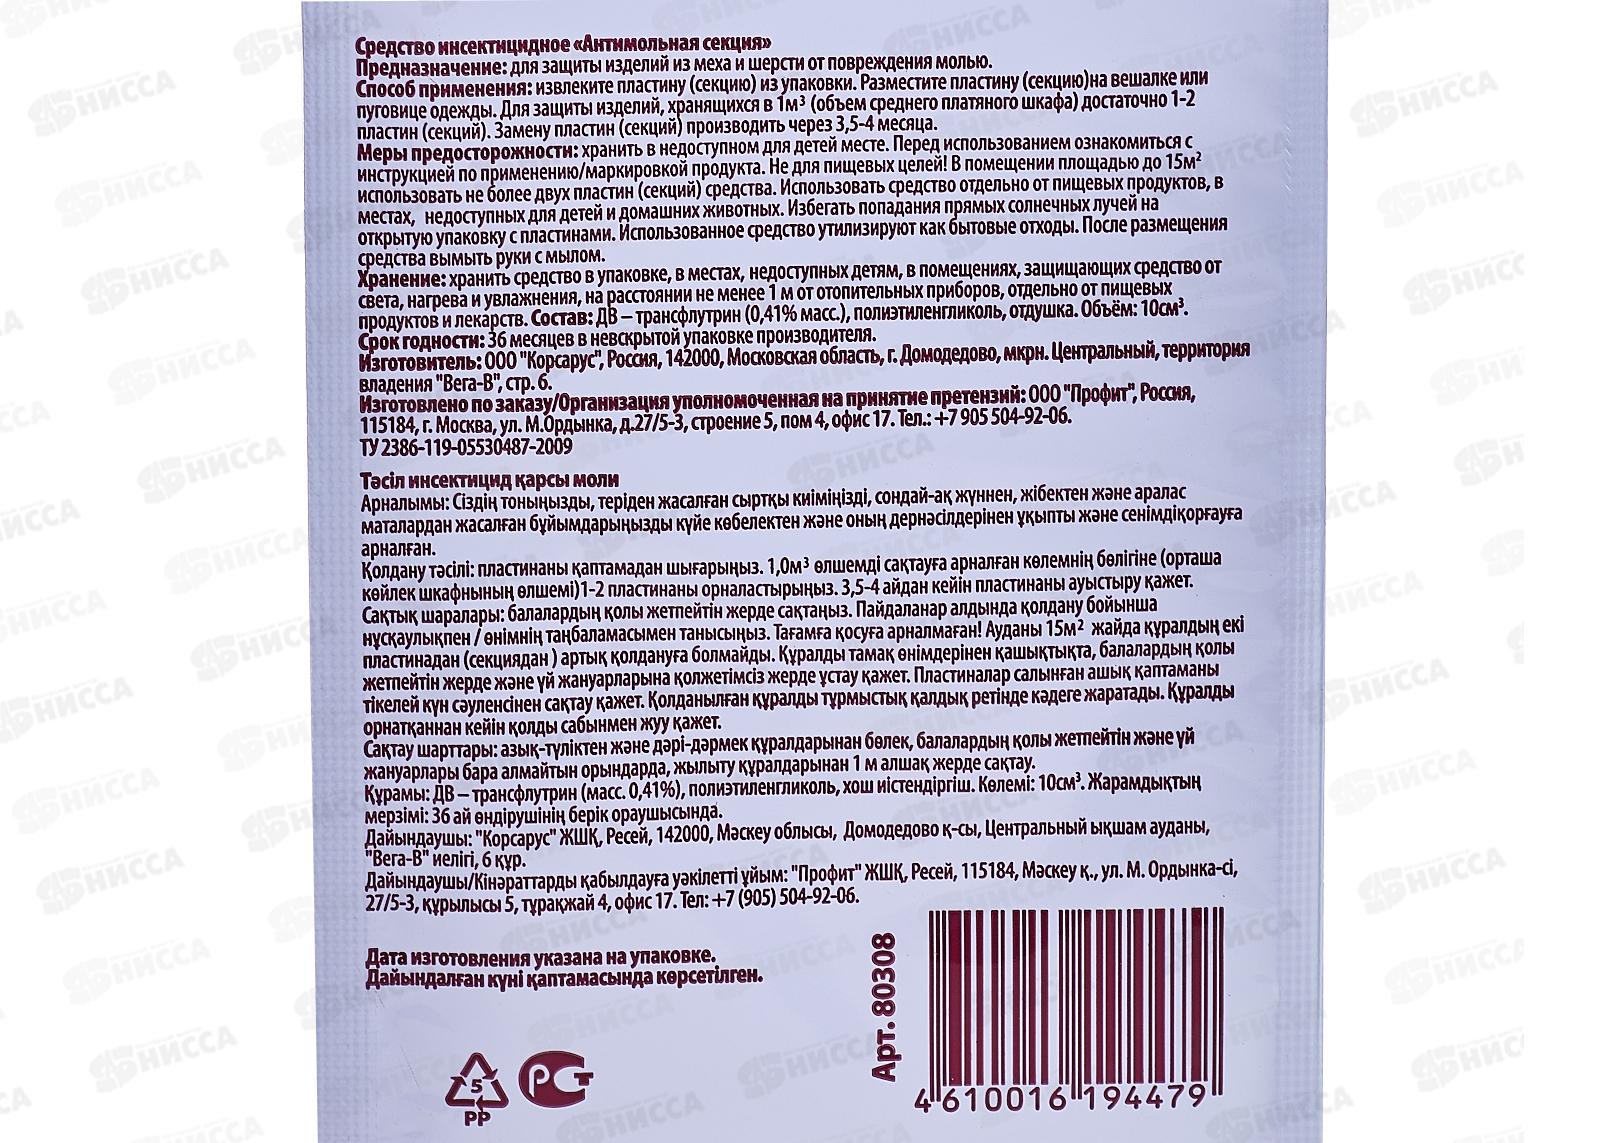 Средство инсектицидное «Антимольная секция»
Предназначение: для защиты изделий из меха и шерсти от повреждения молью.
Способ применения: извлеките пластину (секцию) из упаковки. Разместите пластину (секцию)на вешалке или
пуговице одежды. Для защиты изделий, хранящихся в 1м³ (объем среднего платяного шкафа) достаточно 1-2
пластин (секций). Замену пластин (секций) производить через 3,5-4 месяца.
Меры предосторожности: хранить в недоступном для детей месте. Перед использованием ознакомиться с
инструкцией по применению/маркировкой продукта. Не для пищевых целей! В помещении площадью до 15м²
использовать не более двух пластин (секций) средства. Использовать средство отдельно от пищевых продуктов, в
местах, недоступных для детей и домашних животных. Избегать попадания прямых солнечных лучей на
открытую упаковку с пластинами. Использованное средство утилизируют как бытовые отходы. После размещения
средства вымыть руки с мылом.
Хранение: хранить средство в упаковке, в местах, недоступных детям, в помещениях, защищающих средство от
света, нагрева и увлажнения, на расстоянии не менее 1 м от отопительных приборов, отдельно от пищевых
продуктов и лекарств. Состав: ДВ – трансфлутрин (0,41% масс.), полиэтиленгликоль, отдушка. Объём: 10см³.
Срок годности: 36 месяцев в невскрытой упаковке производителя.
Изготовитель: ООО "Корсарус", Россия, 142000, Московская область, г. Домодедово, мкрн. Центральный, территория
владения "Вега-В", стр. 6.
Изготовлено по заказу/Организация уполномоченная на принятие претензий: ООО "Профит", Россия,
115184, г. Москва, ул. М.Ордынка, д.27/5-3, строение 5, пом 4, офис 17. Тел.: +7 905 504-92-06.
ТУ 2386-119-05530487-2009
Тәсіл инсектицид қарсы моли
Арналымы: Сіздің тоныңызды, теріден жасалған сыртқы киіміңізді, сондай-ақ жүннен, жібектен және аралас
маталардан жасалған бұйымдарыңызды күйе көбелектен және оның дернәсілдерінен ұқыпты және сенімдіқорғауға
арналған.
Қолдану тәсілі: пластинаны қаптамадан шығарыңыз. 1,0м³ өлшемді сақтауға арналған көлемнің бөлігіне (орташа
көйлек шкафнының өлшемі)1-2 пластинаны орналастырыңыз. 3,5-4 айдан кейін пластинаны ауыстыру қажет.
Сақтық шаралары: балалардың қолы жетпейтін жерде сақтаңыз. Пайдаланар алдында қолдану бойынша
нұсқаулықпен / өнімнің таңбаламасымен танысыңыз. Тағамға қосуға арналмаған! Ауданы 15м² жайда құралдың екі
пластинадан (секциядан ) артық қолдануға болмайды. Құралды тамақ өнімдерінен қашықтықта, балалардың қолы
жетпейтін жерде және үй жануарларына қолжетімсіз жерде ұстау қажет. Пластиналар салынған ашық қаптаманы
тікелей күн сәуленсінен сақтау қажет. Қолданылған құралды тұрмыстық қалдық ретінде кәдеге жаратады. Құралды
орнатқаннан кейін қолды сабынмен жуу қажет.
Сақтау шарттары: азық-түліктен және дәрі-дәрмек құралдарынан бөлек, балалардың қолы жетпейтін және үй
жануарлары бара алмайтын орындарда, жылыту құралдарынан 1 м алшақ жерде сақтау.
Құрамы: ДВ – трансфлутрин (масс. 0,41%), полиэтиленгликоль, хош иістендіргіш. Көлемі: 10см³. Жарамдықтың
мерзімі: 36 ай өндірушінің берік ораушысында.
Дайындаушы: "Корсарус" ЖШҚ, Ресей, 142000, Мәскеу облысы, Домодедово қ-сы, Центральный ықшам ауданы,
"Вега-В" иелігі, 6 құр.
Дайындаушы/Кінәраттарды қабылдауға уәкілетті ұйым: "Профит" ЖШҚ, Ресей, 115184, Мәскеу қ., ул. М. Ордынка-сі,
27/5-3, құрылысы 5, тұрақжай 4, офис 17. Тел: +7 (905) 504-92-06.
Дата изготовления указана на упаковке.
Дайындалған күні қаптамасында көрсетілген.
Арт. 80308
5
PP
РСТ
4 610016 194479
НИССА